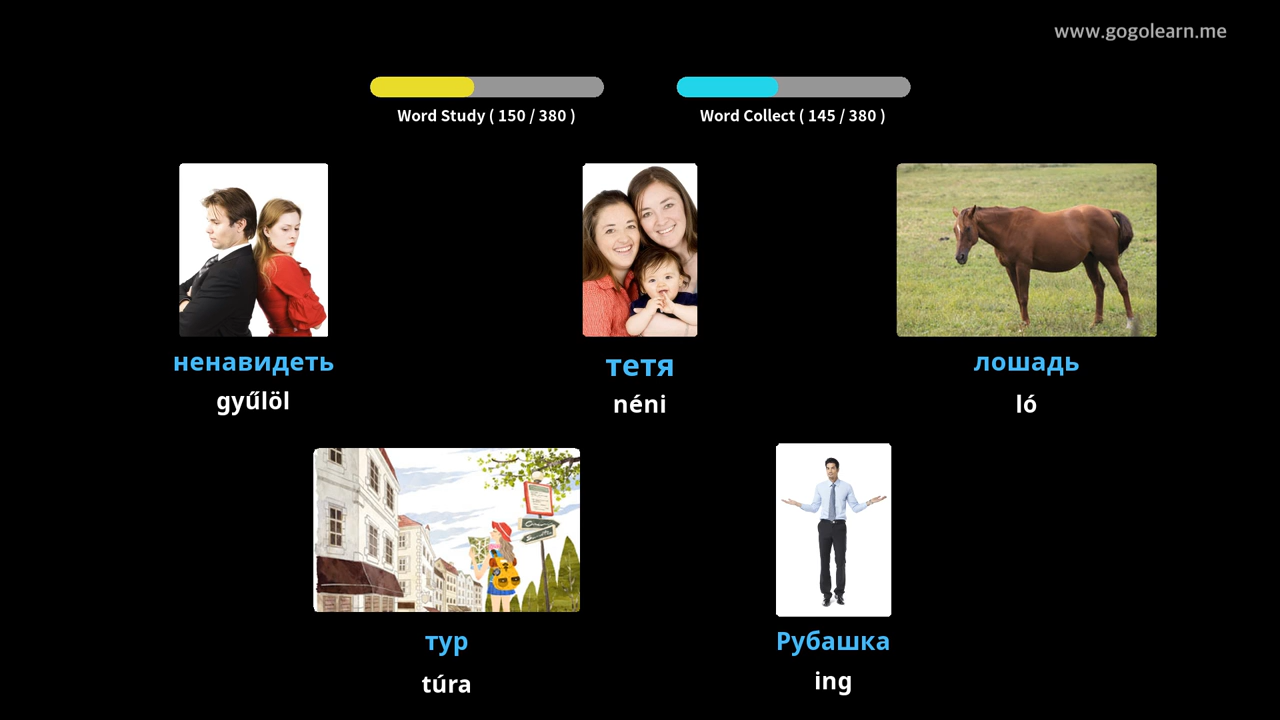 www.gogolearn.me
Word Study ( 150 / 380 )
Word Collect ( 145 / 380 )
ненавидеть
gyűlöl
тетя
néni
лошадь
ló
тур
túra
Рубашка
ing